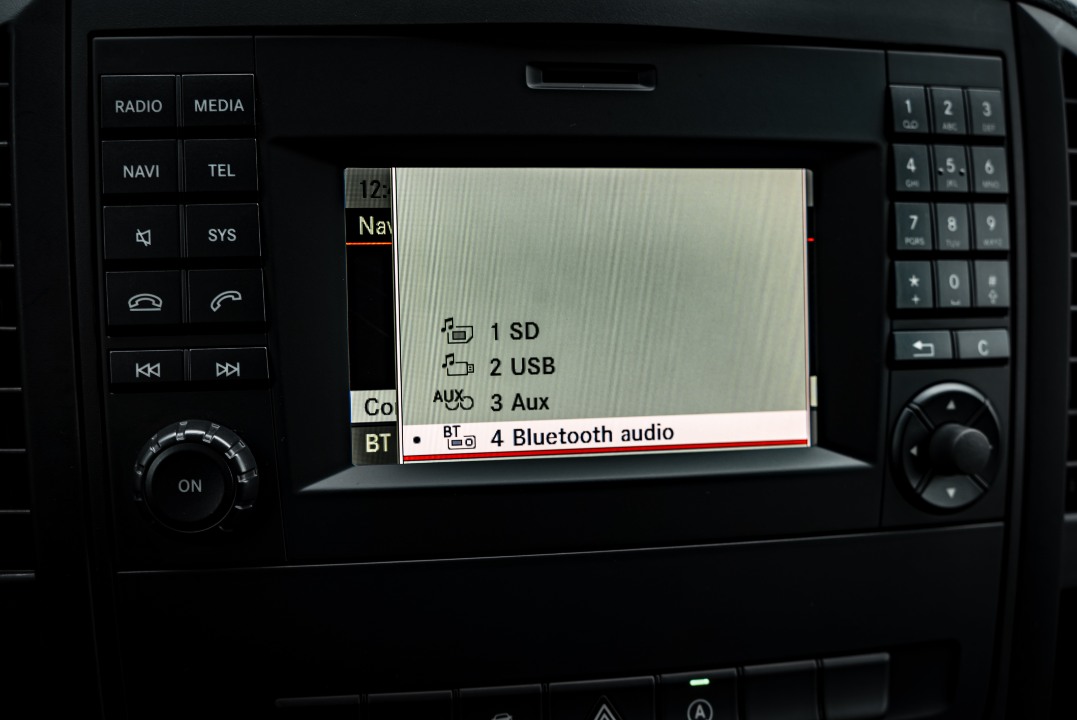 RADIO MEDIA
NAVI TEL
SYS
ON
12:
Nav
1 SD
2 USB
AUX 3 Aux
BT 4 Bluetooth audio
Co
BT
1 2 ABC 3 DEF
4 GHI 5 JKL 6 MNO
7 PQRS 8 TUV 9 WXYZ
* + 0 #
C
A